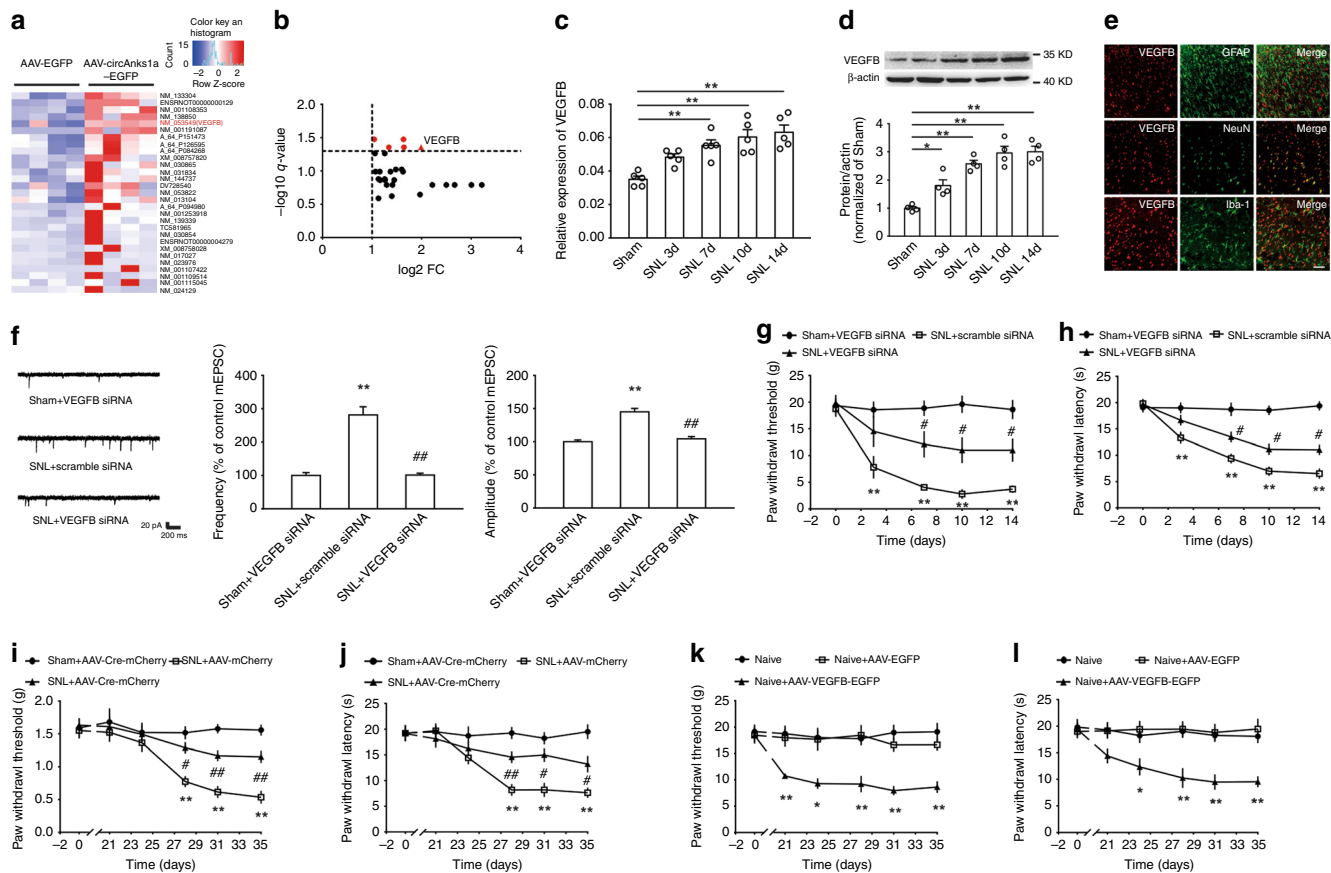 a
Color key an
histogram
Count
15
0
−2 0 2
Row Z-score
AAV-EGFP
AAV-circAnks1a
–EGFP
NM_133304
ENSRNOT00000000129
NM_001108353
NM_138850
NM_053549(VEGFB)
NM_001191087
A_64_P151473
A_64_P126595
A_64_P084268
XM_008757820
NM_030865
NM_031834
NM_144737
DV728540
NM_053822
NM_013104
A_64_P094980
NM_001253918
NM_139339
TC581965
NM_030854
ENSRNOT00000004279
XM_008758028
NM_017027
NM_023976
NM_001107422
NM_001109514
NM_001115045
NM_024129
b
−log10 q-value
2.0
1.5
1.0
0.5
0.0
VEGFB
0 1 2 3 4
log2 FC
c
Relative expression of VEGFB
0.08
0.06
0.04
0.02
0.00
**
**
**
Sham
SNL 3d
SNL 7d
SNL 10d
SNL 14d
d
VEGFB
35 KD
β-actin
40 KD
Protein/actin
(normalized of Sham)
4
3
2
1
0
**
**
**
*
Sham
SNL 3d
SNL 7d
SNL 10d
SNL 14d
e
VEGFB GFAP Merge
VEGFB NeuN Merge
VEGFB Iba-1 Merge
f
Sham+VEGFB siRNA
SNL+scramble siRNA
SNL+VEGFB siRNA
20 pA
200 ms
Frequency (% of control mEPSC)
400
300
200
100
0
**
##
Sham+VEGFB siRNA
SNL+scramble siRNA
SNL+VEGFB siRNA
Amplitude (% of control mEPSC)
200
150
100
50
0
**
##
Sham+VEGFB siRNA
SNL+scramble siRNA
SNL+VEGFB siRNA
g
Sham+VEGFB siRNA SNL+scramble siRNA
SNL+VEGFB siRNA
Paw withdrawl threshold (g)
25
20
15
10
5
0
# # #
** ** ** **
−2 0 2 4 6 8 10 12 14
Time (days)
h
Sham+VEGFB siRNA SNL+scramble siRNA
SNL+VEGFB siRNA
Paw withdrawl latency (s)
25
20
15
10
5
0
# # #
** ** ** **
−2 0 2 4 6 8 10 12 14
Time (days)
i
Sham+AAV-Cre-mCherry SNL+AAV-mCherry
SNL+AAV-Cre-mCherry
Paw withdrawl threshold (g)
2.0
1.5
1.0
0.5
0.0
# ## ##
** ** **
−2 0 21 23 25 27 29 31 33 35
Time (days)
j
Sham+AAV-Cre-mCherry SNL+AAV-mCherry
SNL+AAV-Cre-mCherry
Paw withdrawl latency (s)
25
20
15
10
5
0
## # #
** ** **
−2 0 21 23 25 27 29 31 33 35
Time (days)
k
Naive Naive+AAV-EGFP
Naive+AAV-VEGFB-EGFP
Paw withdrawl threshold (g)
25
20
15
10
5
0
** * ** ** **
−2 0 21 23 25 27 29 31 33 35
Time (days)
l
Naive Naive+AAV-EGFP
Naive+AAV-VEGFB-EGFP
Paw withdrawl latency (s)
25
20
15
10
5
0
* ** ** **
−2 0 21 23 25 27 29 31 33 35
Time (days)